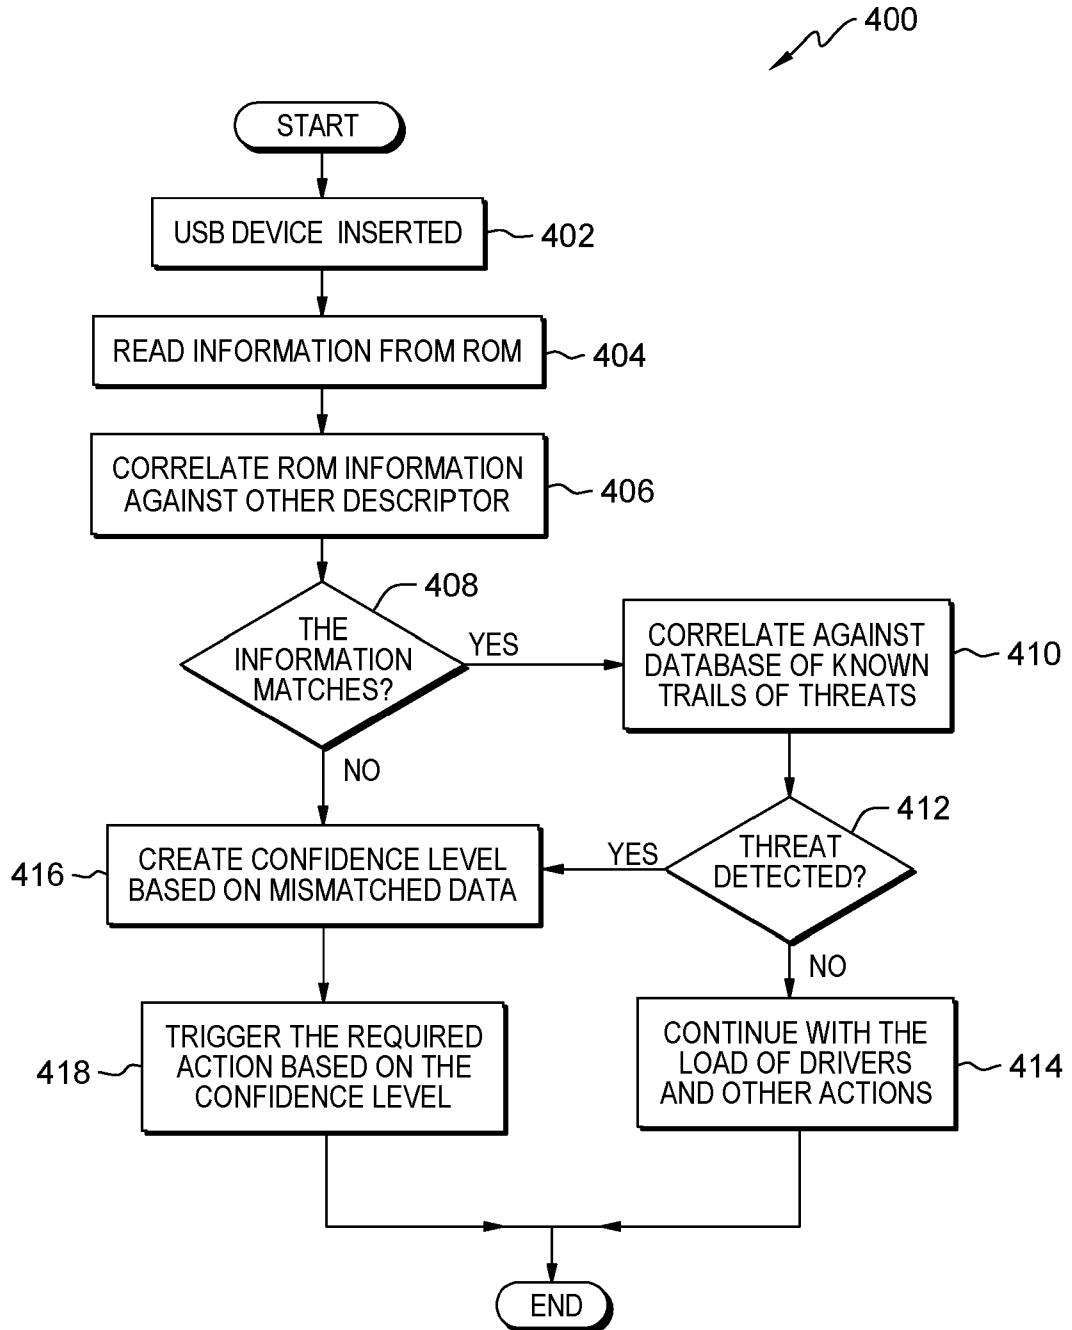 400
START
USB DEVICE INSERTED
402
READ INFORMATION FROM ROM
404
CORRELATE ROM INFORMATION
AGAINST OTHER DESCRIPTOR
406
408
THE
INFORMATION
MATCHES?
YES
NO
CORRELATE AGAINST
DATABASE OF KNOWN
TRAILS OF THREATS
410
412
THREAT
DETECTED?
YES
NO
416
CREATE CONFIDENCE LEVEL
BASED ON MISMATCHED DATA
418
TRIGGER THE REQUIRED
ACTION BASED ON THE
CONFIDENCE LEVEL
CONTINUE WITH THE
LOAD OF DRIVERS
AND OTHER ACTIONS
414
END